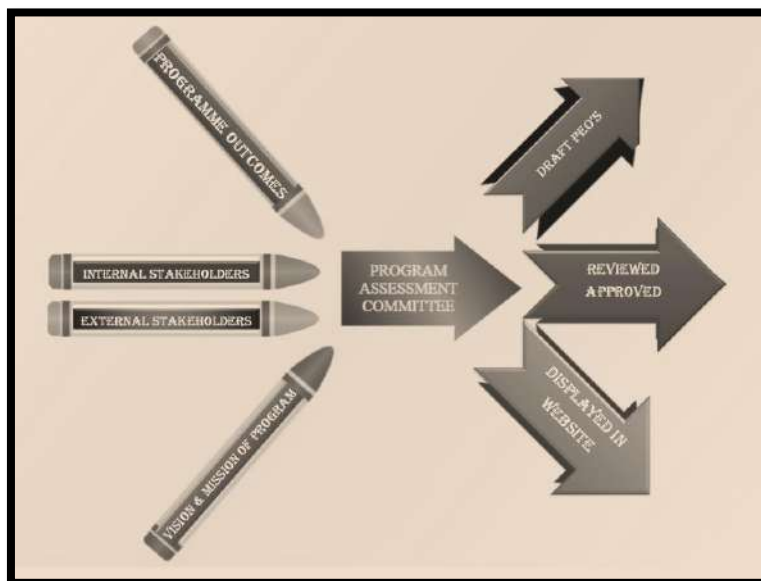 PROGRAMME OUTCOMES
INTERNAL STAKEHOLDERS
EXTERNAL STAKEHOLDERS
VISION & MISSION OF PROGRAM
PROGRAM
ASSESSMENT
COMMITTEE
DRAFT PEO'S
REVIEWED
APPROVED
DISPLAYED IN
WEBSITE